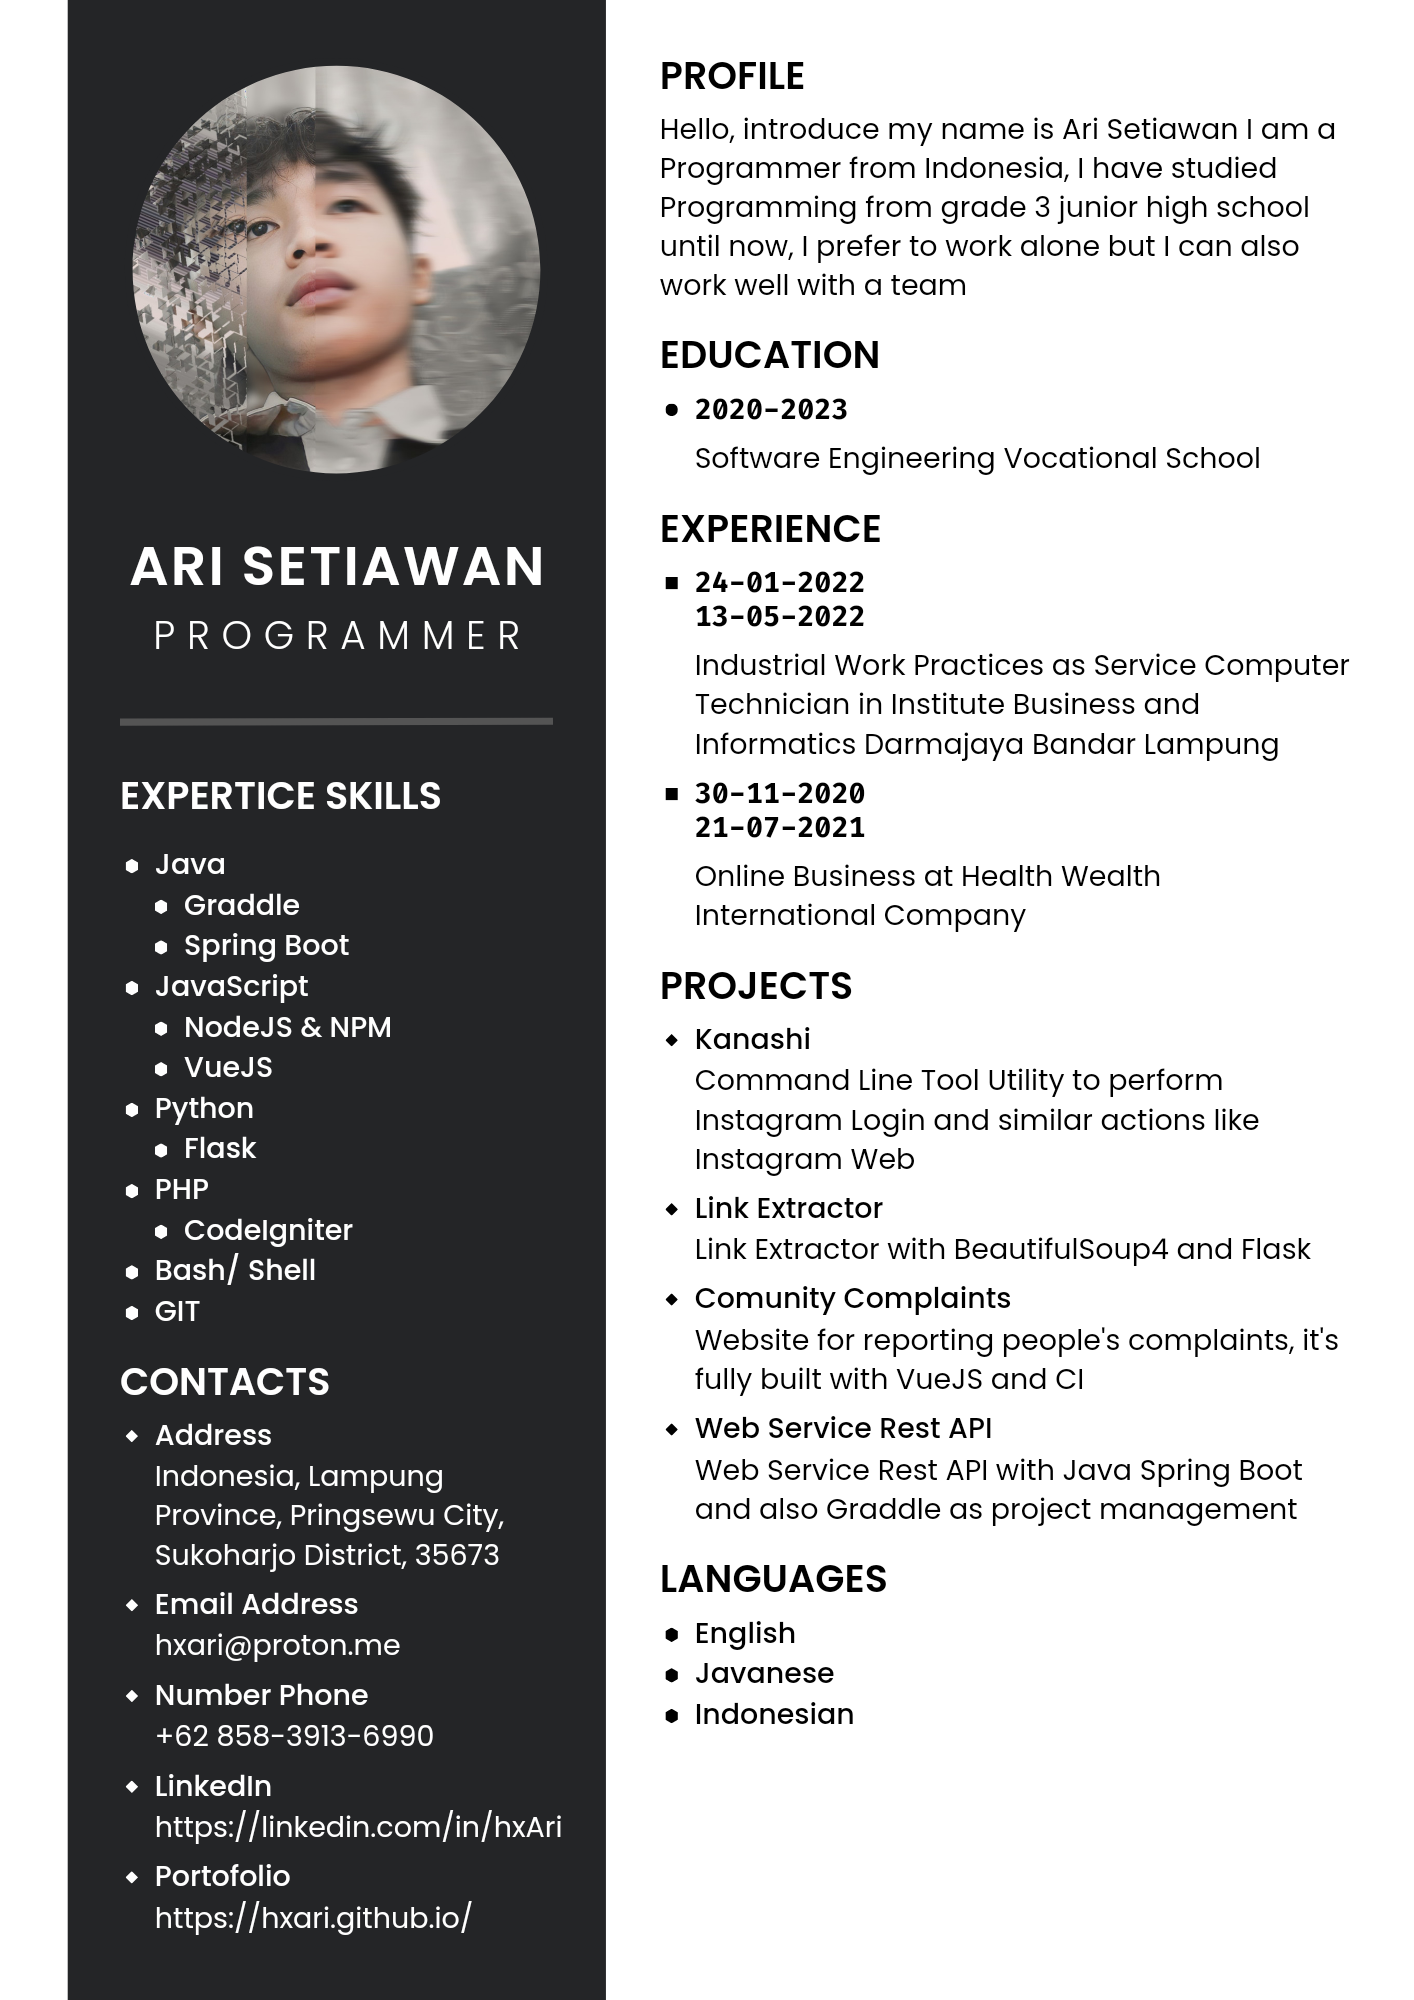 ARI SETIAWAN
PROGRAMMER
EXPERTICE SKILLS
Java
Graddle
Spring Boot
JavaScript
NodeJS & NPM
VueJS
Python
Flask
PHP
CodeIgniter
Bash/ Shell
GIT
CONTACTS
Address
Indonesia, Lampung
Province, Pringsewu City,
Sukoharjo District, 35673
Email Address
hxari@proton.me
Number Phone
+62 858-3913-6990
LinkedIn
https://linkedin.com/in/hxAri
Portofolio
https://hxari.github.io/
PROFILE
Hello, introduce my name is Ari Setiawan I am a
Programmer from Indonesia, I have studied
Programming from grade 3 junior high school
until now, I prefer to work alone but I can also
work well with a team
EDUCATION
2020-2023
Software Engineering Vocational School
EXPERIENCE
24-01-2022
13-05-2022
Industrial Work Practices as Service Computer
Technician in Institute Business and
Informatics Darmajaya Bandar Lampung
30-11-2020
21-07-2021
Online Business at Health Wealth
International Company
PROJECTS
Kanashi
Command Line Tool Utility to perform
Instagram Login and similar actions like
Instagram Web
Link Extractor
Link Extractor with BeautifulSoup4 and Flask
Comunity Complaints
Website for reporting people's complaints, it's
fully built with VueJS and CI
Web Service Rest API
Web Service Rest API with Java Spring Boot
and also Graddle as project management
LANGUAGES
English
Javanese
Indonesian